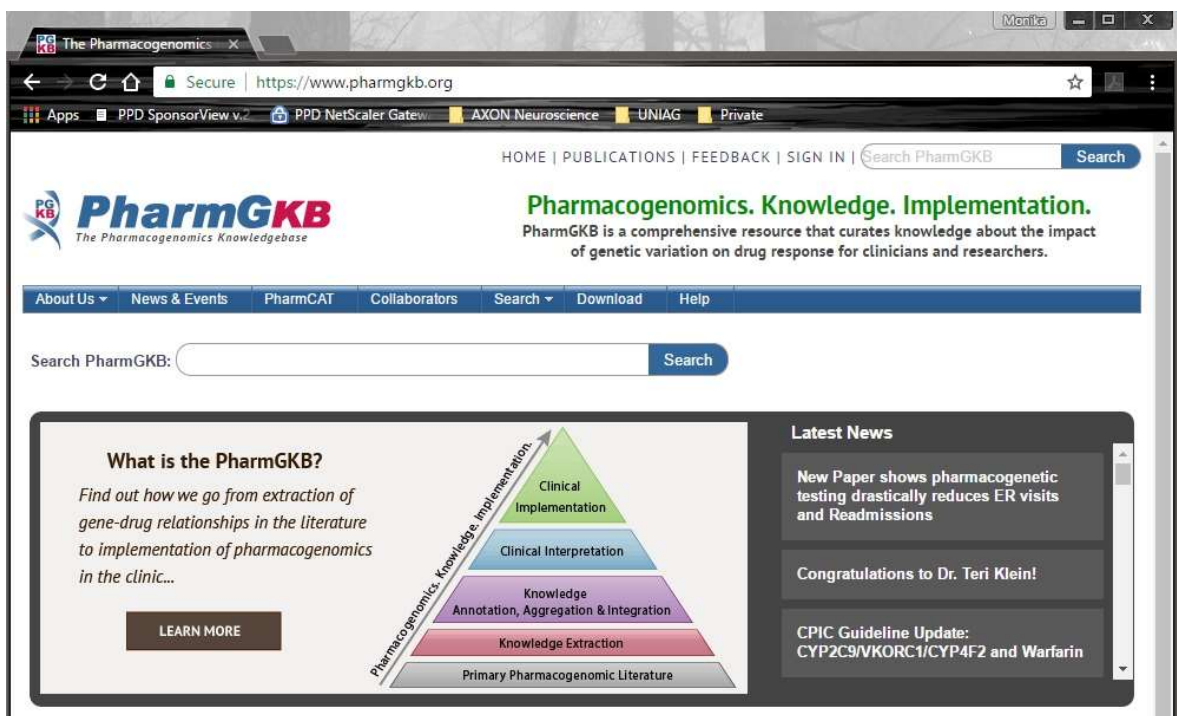 Monika
PG KB The Pharmacogenomics
Secure | https://www.pharmgkb.org
Apps PPD SponsorView v.2 PPD NetScaler Gatew AXON Neuroscience UNIAG Private
HOME | PUBLICATIONS | FEEDBACK | SIGN IN | Search PharmGKB Search
PG KB PharmGKB
The Pharmacogenomics Knowledgebase
Pharmacogenomics. Knowledge. Implementation.
PharmGKB is a comprehensive resource that curates knowledge about the impact
of genetic variation on drug response for clinicians and researchers.
About Us News & Events PharmCAT Collaborators Search Download Help
Search PharmGKB: Search
What is the PharmGKB?
Find out how we go from extraction of
gene-drug relationships in the literature
to implementation of pharmacogenomics
in the clinic...
LEARN MORE
Pharmacogenomics. Knowledge. Implementation.
Clinical
Implementation
Clinical Interpretation
Knowledge
Annotation, Aggregation & Integration
Knowledge Extraction
Primary Pharmacogenomic Literature
Latest News
New Paper shows pharmacogenetic
testing drastically reduces ER visits
and Readmissions
Congratulations to Dr. Teri Klein!
CPIC Guideline Update:
CYP2C9/VKORC1/CYP4F2 and Warfarin